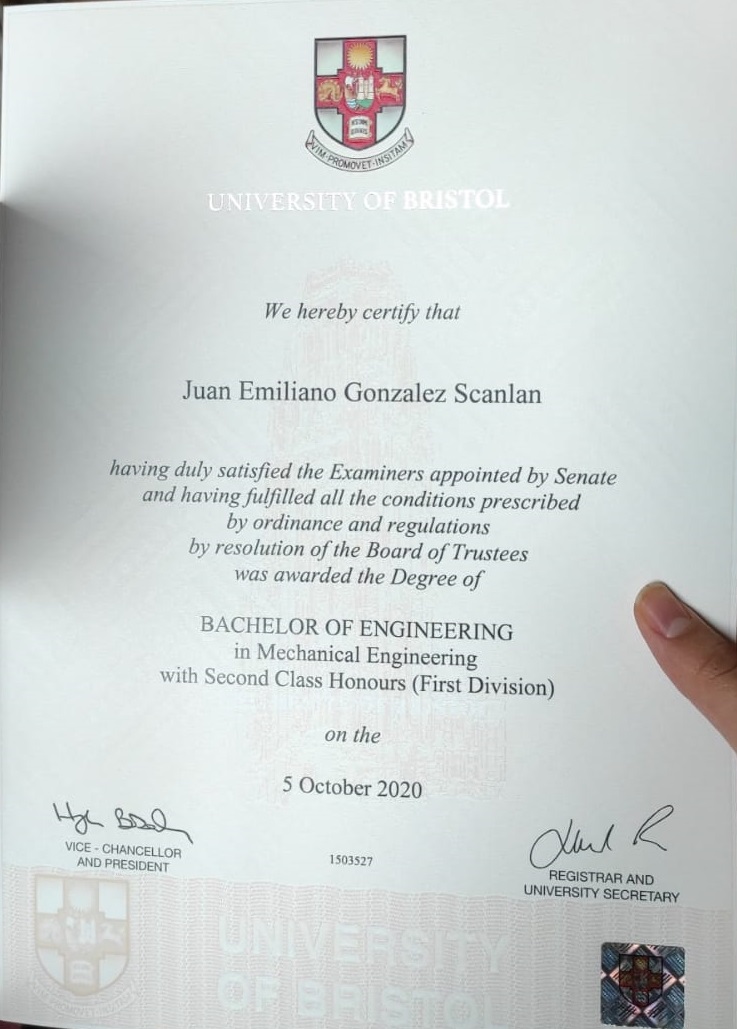 VIM·PROMOVET·INSITAM
UNIVERSITY OF BRISTOL
We hereby certify that
Juan Emiliano Gonzalez Scanlan
having duly satisfied the Examiners appointed by Senate
and having fulfilled all the conditions prescribed
by ordinance and regulations
by resolution of the Board of Trustees
was awarded the Degree of
BACHELOR OF ENGINEERING
in Mechanical Engineering
with Second Class Honours (First Division)
on the
5 October 2020
VICE - CHANCELLOR
AND PRESIDENT
1503527
REGISTRAR AND
UNIVERSITY SECRETARY
UNIVERSITY
OF BRISTOL